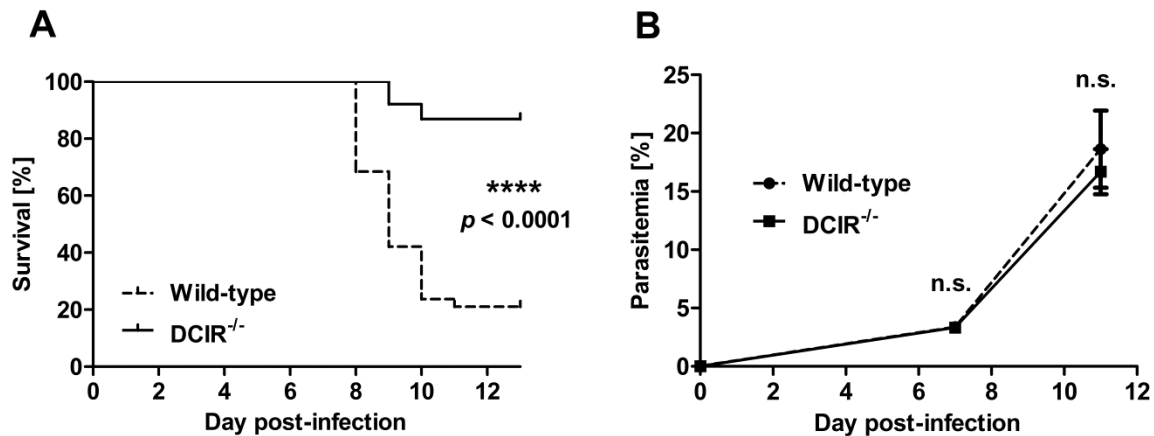 A
Survival [%]
100
80
60
40
20
0
0 2 4 6 8 10 12
Day post-infection
****
p < 0.0001
Wild-type
DCIR-/-
B
Parasitemia [%]
25
20
15
10
5
0
0 2 4 6 8 10 12
Day post-infection
n.s.
n.s.
Wild-type
DCIR-/-